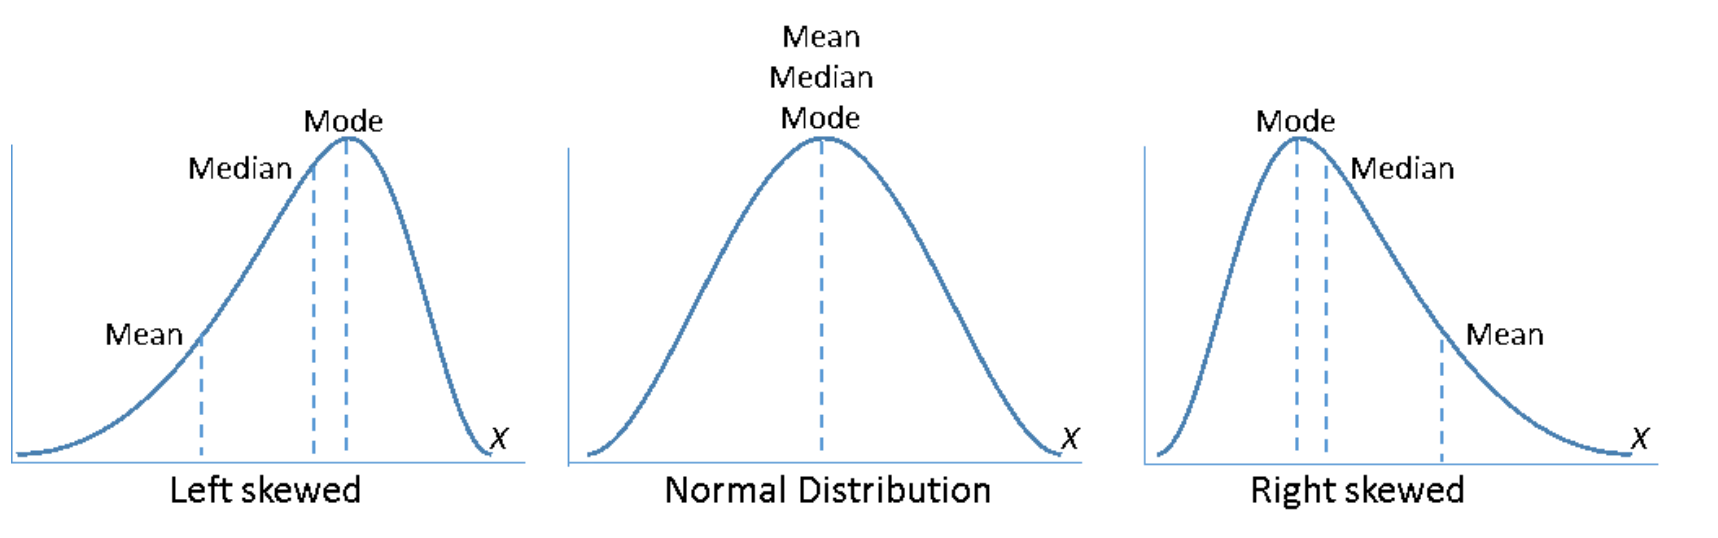 Mode
Median
Mean
X
Left skewed
Mean
Median
Mode
X
Normal Distribution
Mode
Median
Mean
X
Right skewed